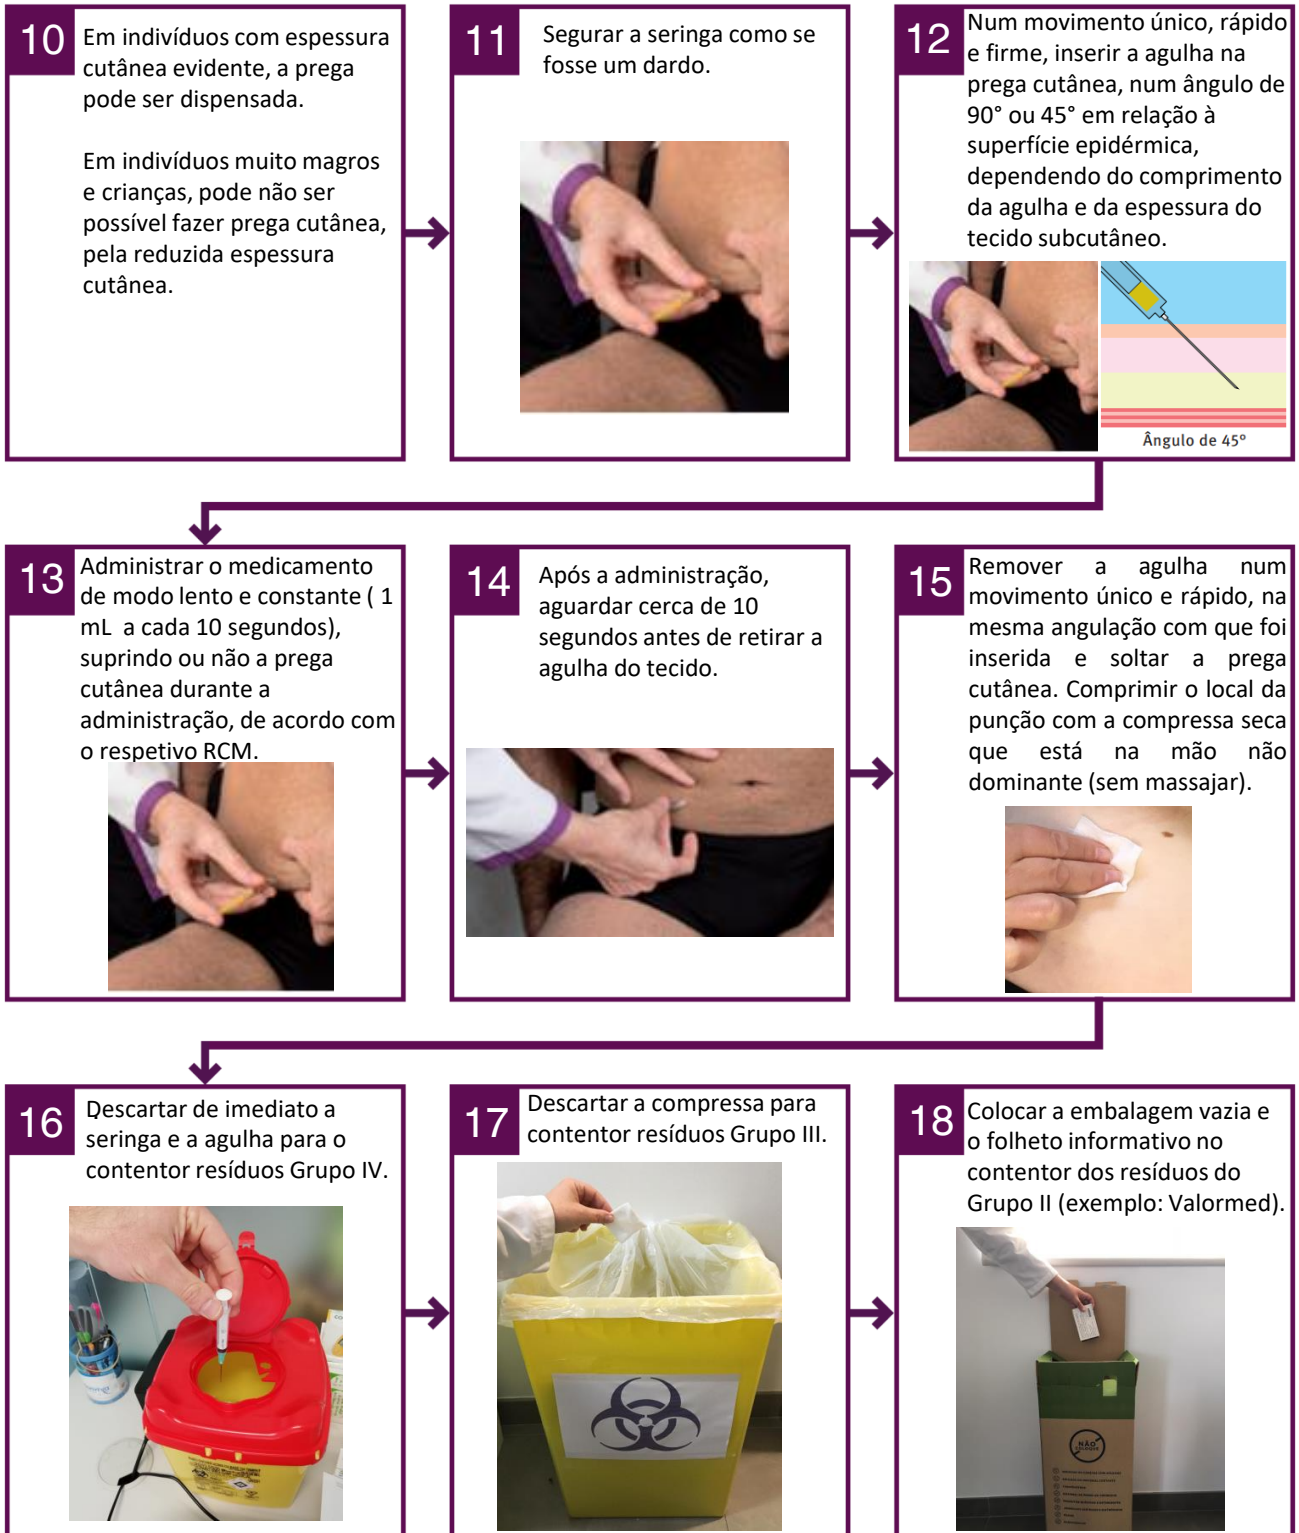 10
Em indivíduos com espessura
cutânea evidente, a prega
pode ser dispensada.
Em indivíduos muito magros
e crianças, pode não ser
possível fazer prega cutânea,
pela reduzida espessura
cutânea.
11
Segurar a seringa como se
fosse um dardo.
12
Num movimento único, rápido
e firme, inserir a agulha na
prega cutânea, num ângulo de
90° ou 45° em relação à
superfície epidérmica,
dependendo do comprimento
da agulha e da espessura do
tecido subcutâneo.
Ângulo de 45°
13
Administrar o medicamento
de modo lento e constante ( 1
mL a cada 10 segundos),
suprindo ou não a prega
cutânea durante a
administração, de acordo com
o respetivo RCM.
14
Após a administração,
aguardar cerca de 10
segundos antes de retirar a
agulha do tecido.
15
Remover a agulha num
movimento único e rápido, na
mesma angulação com que foi
inserida e soltar a prega
cutânea. Comprimir o local da
punção com a compressa seca
que está na mão não
dominante (sem massajar).
16
Descartar de imediato a
seringa e a agulha para o
contentor resíduos Grupo IV.
17
Descartar a compressa para
contentor resíduos Grupo III.
18
Colocar a embalagem vazia e
o folheto informativo no
contentor dos resíduos do
Grupo II (exemplo: Valormed).
NÃO
COLOQUE